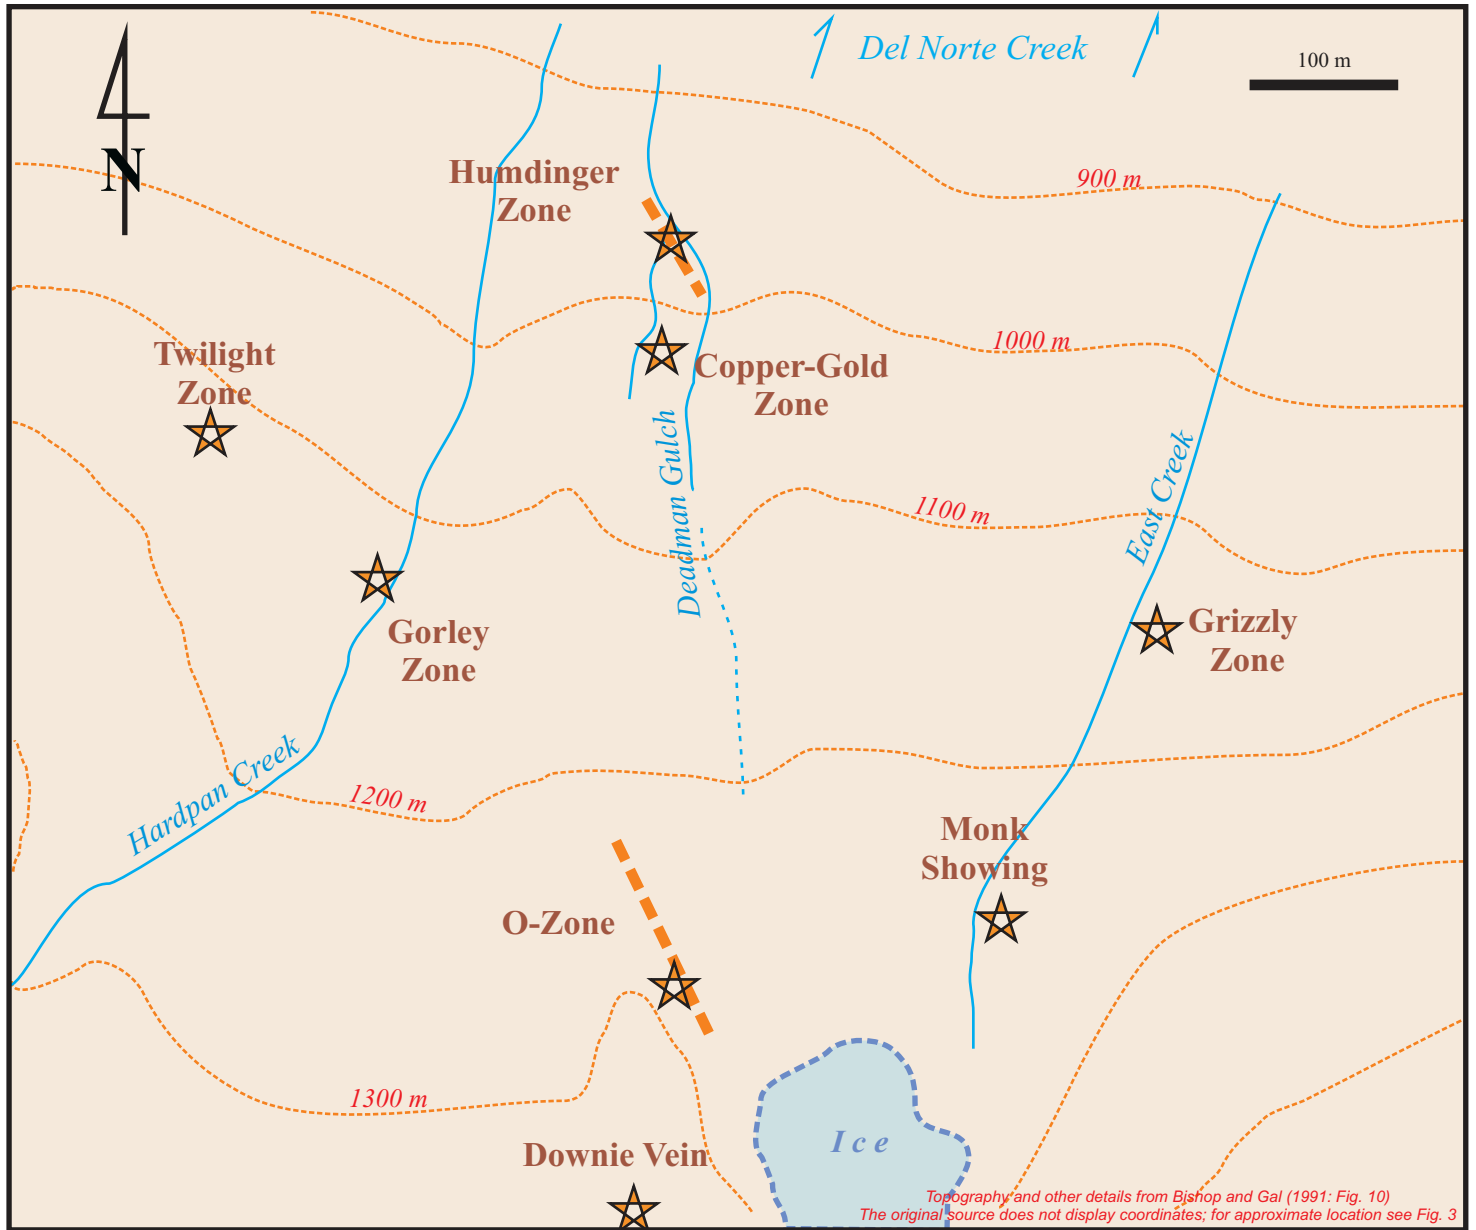 Del Norte Creek
100 m
N
Humdinger
Zone
900 m
1000 m
Twilight
Zone
Copper-Gold
Zone
Deadman Gulch
East Creek
1100 m
Gorley
Zone
Grizzly
Zone
Hardpan Creek
1200 m
Monk
Showing
O-Zone
1300 m
Ice
Downie Vein
Topography and other details from Bishop and Gal (1991: Fig. 10)
The original source does not display coordinates; for approximate location see Fig. 3